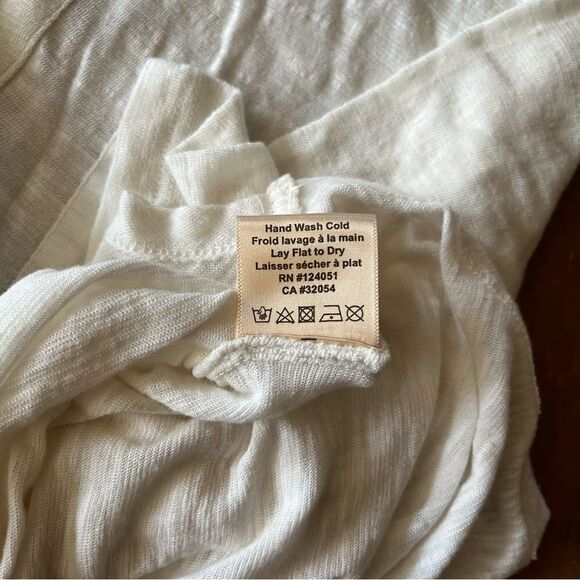 Hand Wash Cold
Froid lavage à la main
Lay Flat to Dry
Laisser sécher à plat
RN #124051
CA #32054